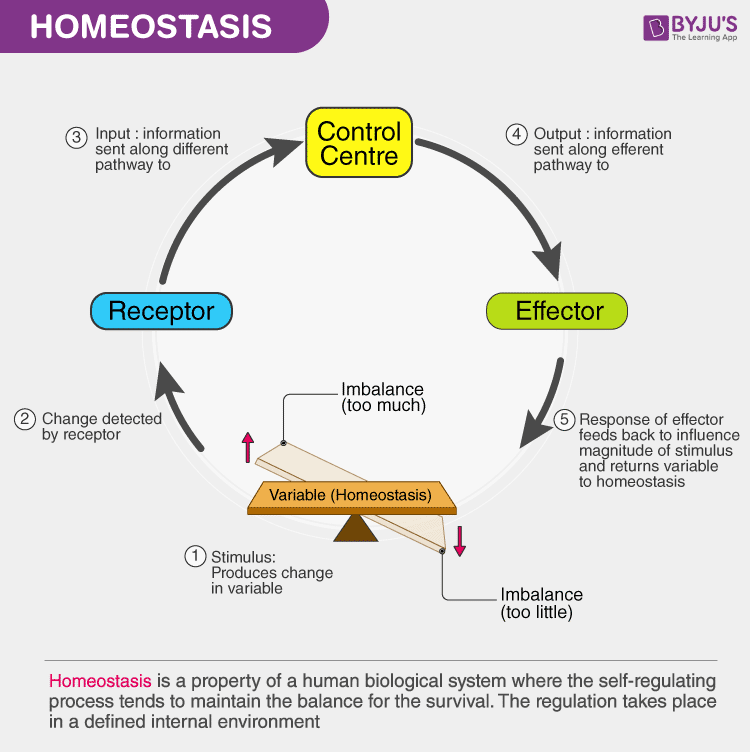 HOMEOSTASIS
BYJU'S
The Learning App
Control
Centre
3 Input : information
sent along different
pathway to
4 Output : information
sent along efferent
pathway to
Receptor
Effector
2 Change detected
by receptor
Imbalance
(too much)
5 Response of effector
feeds back to influence
magnitude of stimulus
and returns variable
to homeostasis
Variable (Homeostasis)
1 Stimulus:
Produces change
in variable
Imbalance
(too little)
Homeostasis is a property of a human biological system where the self-regulating
process tends to maintain the balance for the survival. The regulation takes place
in a defined internal environment